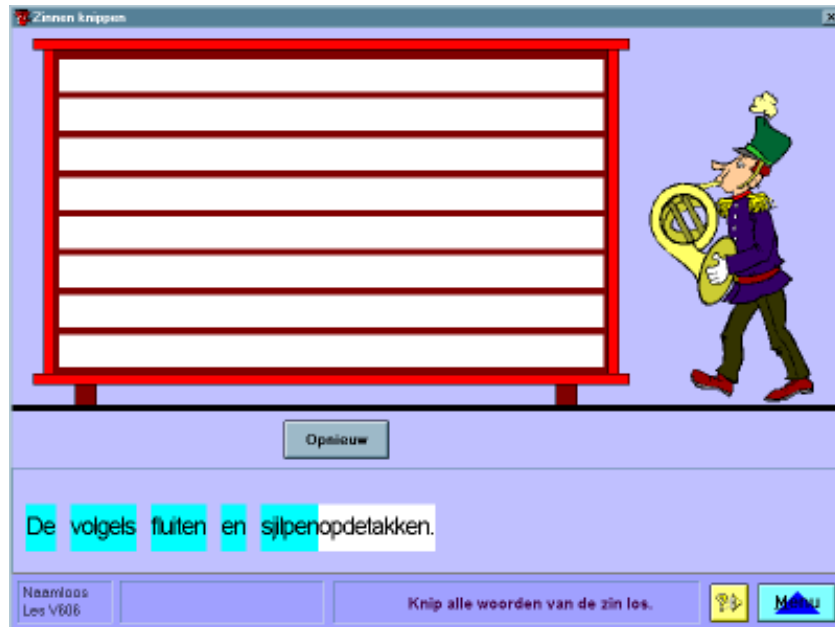 Zinnen knippen
Opnieuw
De volgels fluiten en sjilpenopdetakken.
Naamloos
Les V606
Knip alle woorden van de zin los.
Menu